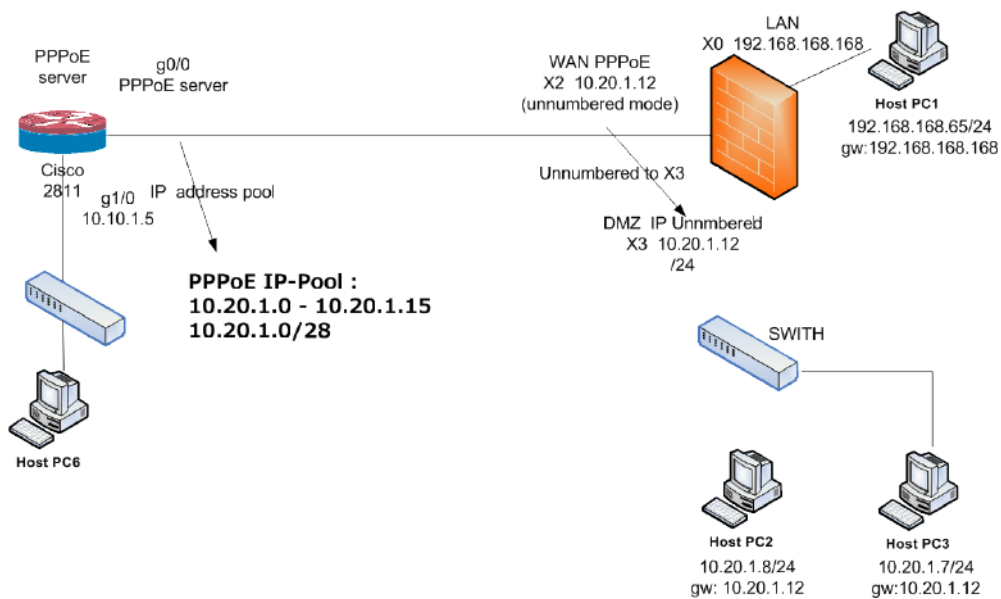 PPPoE
server
g0/0
PPPoE server
Cisco
2811
g1/0
10.10.1.5
IP address pool
PPPoE IP-Pool :
10.20.1.0 - 10.20.1.15
10.20.1.0/28
Host PC6
WAN PPPoE
X2 10.20.1.12
(unnumbered mode)
Unnumbered to X3
DMZ IP Unnmbered
X3 10.20.1.12
/24
LAN
X0 192.168.168.168
Host PC1
192.168.168.65/24
gw:192.168.168.168
SWITH
Host PC2
10.20.1.8/24
gw: 10.20.1.12
Host PC3
10.20.1.7/24
gw:10.20.1.12